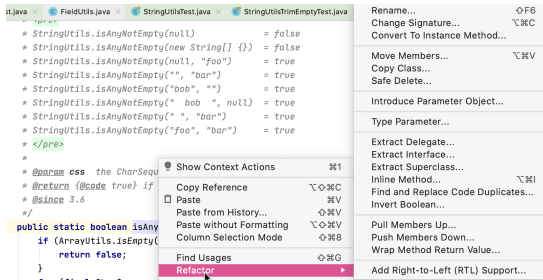 st.java × FieldUtils.java × StringUtilsTest.java × StringUtilsTrimEmptyTest.java
* <pre>
* StringUtils.isAnyNotEmpty(null) = false
* StringUtils.isAnyNotEmpty(new String[] {}) = false
* StringUtils.isAnyNotEmpty(null, "foo") = true
* StringUtils.isAnyNotEmpty("", "bar") = true
* StringUtils.isAnyNotEmpty("bob", "") = true
* StringUtils.isAnyNotEmpty("  bob  ", null) = true
* StringUtils.isAnyNotEmpty(" ", "bar") = true
* StringUtils.isAnyNotEmpty("foo", "bar") = true
* </pre>
*
* @param css the CharSequ
* @return {@code true} if
* @since 3.6
*/
public static boolean isAny
if (ArrayUtils.isEmpty(
return false;
}
Show Context Actions ⌘1
Copy Reference ⌥⇧⌘C
Paste ⌘V
Paste from History... ⇧⌘V
Paste without Formatting ⌥⇧⌘V
Column Selection Mode ⇧⌘8
Find Usages ⇧⌘G
Refactor
Rename... ⇧F6
Change Signature... ⌥⌘C
Convert To Instance Method...
Move Members... ⌥⌘V
Copy Class...
Safe Delete...
Introduce Parameter Object...
Type Parameter...
Extract Delegate...
Extract Interface...
Extract Superclass...
Inline Method... ⌥⌘I
Find and Replace Code Duplicates...
Invert Boolean...
Pull Members Up...
Push Members Down...
Wrap Method Return Value...
Add Right-to-Left (RTL) Support...